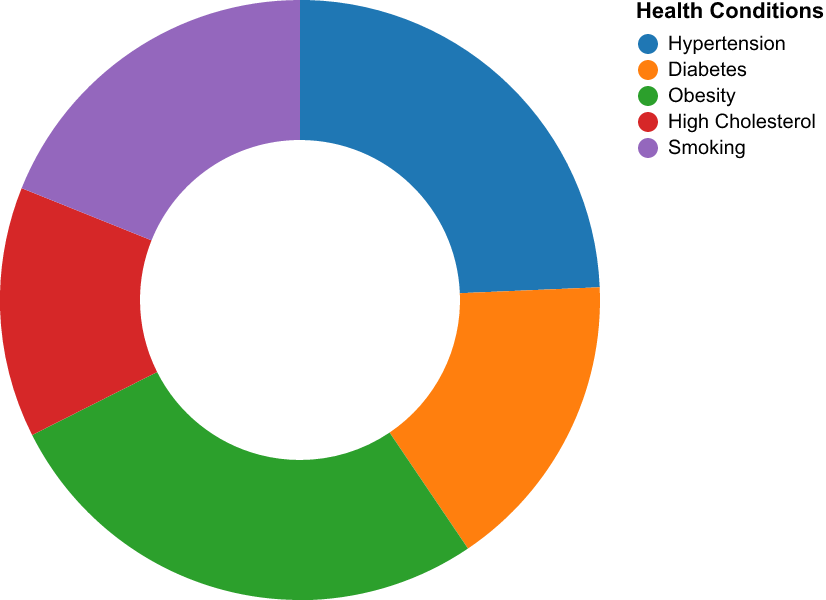 Health Conditions
Hypertension
Diabetes
Obesity
High Cholesterol
Smoking